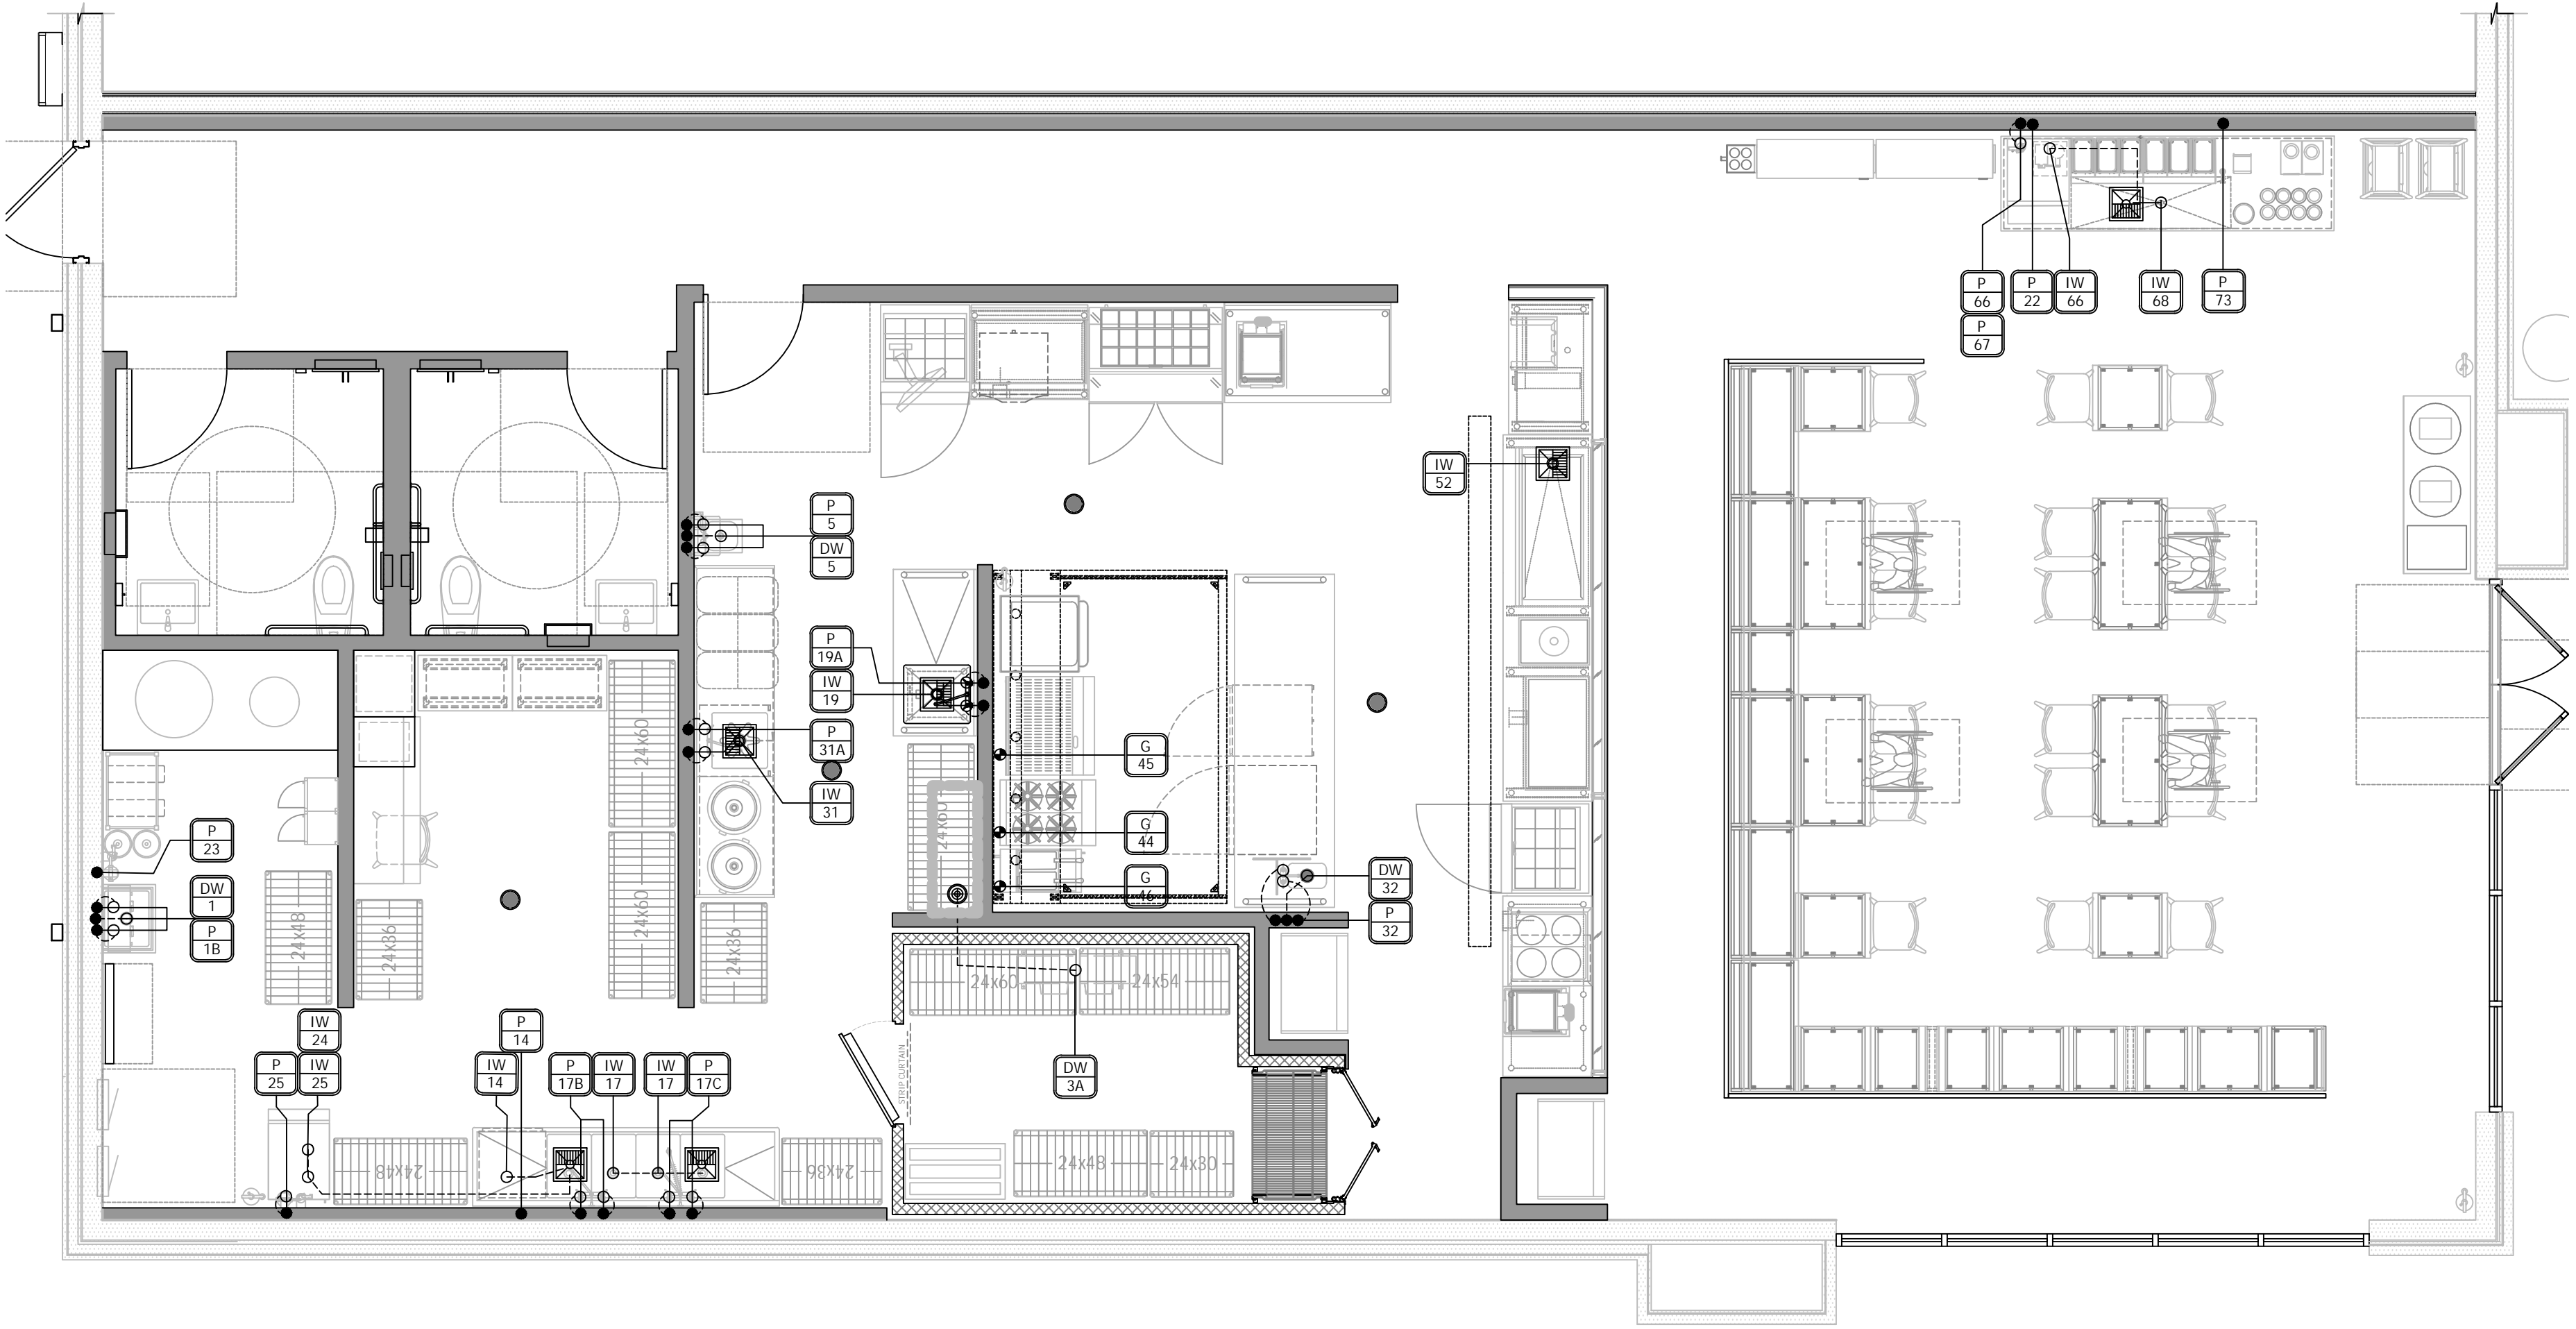 P
66
P
67
P
22
IW
66
IW
68
P
73
IW
52
P
5
DW
5
P
19A
IW
19
P
31A
IW
31
24x60
24x60
24x60
G
45
G
44
G
46
P
23
DW
1
P
1B
24x48
24x36
24x36
DW
32
P
32
24x60
24x54
STRIP CURTAIN
IW
24
P
25
IW
25
P
14
IW
14
P
17B
IW
17
IW
17
P
17C
DW
3A
24x48
24x36
24x48
24x30